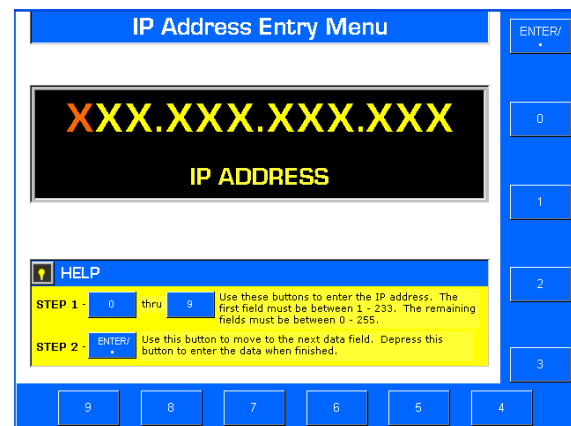 IP Address Entry Menu
ENTER/
.
XXX.XXX.XXX.XXX
IP ADDRESS
0
1
HELP
STEP 1 - 0 thru 9 Use these buttons to enter the IP address. The
first field must be between 1 - 233. The remaining
fields must be between 0 - 255.
STEP 2 - ENTER/
. Use this button to move to the next data field. Depress this
button to enter the data when finished.
2
3
9 8 7 6 5 4